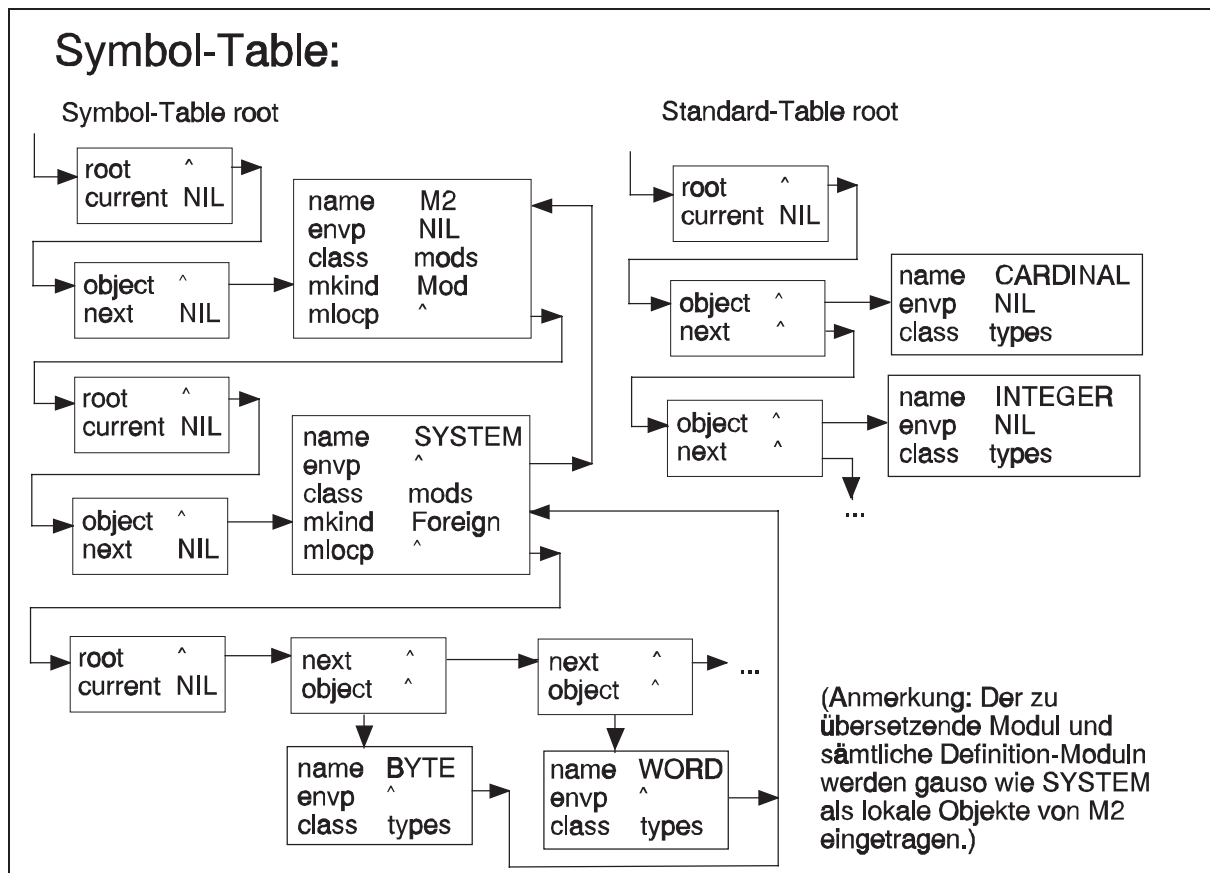 Symbol-Table:
Symbol-Table root
root ^
current NIL
object ^
next NIL
name M2
envp NIL
class mods
mkind Mod
mlocp ^
root ^
current NIL
object ^
next NIL
name SYSTEM
envp ^
class mods
mkind Foreign
mlocp ^
root ^
current NIL
next ^
object ^
next ^
object ^
...
name BYTE
envp ^
class types
name WORD
envp ^
class types
Standard-Table root
root ^
current NIL
object ^
next ^
name CARDINAL
envp NIL
class types
object ^
next ^
name INTEGER
envp NIL
class types
...
(Anmerkung: Der zu
übersetzende Modul und
sämtliche Definition-Moduln
werden gauso wie SYSTEM
als lokale Objekte von M2
eingetragen.)